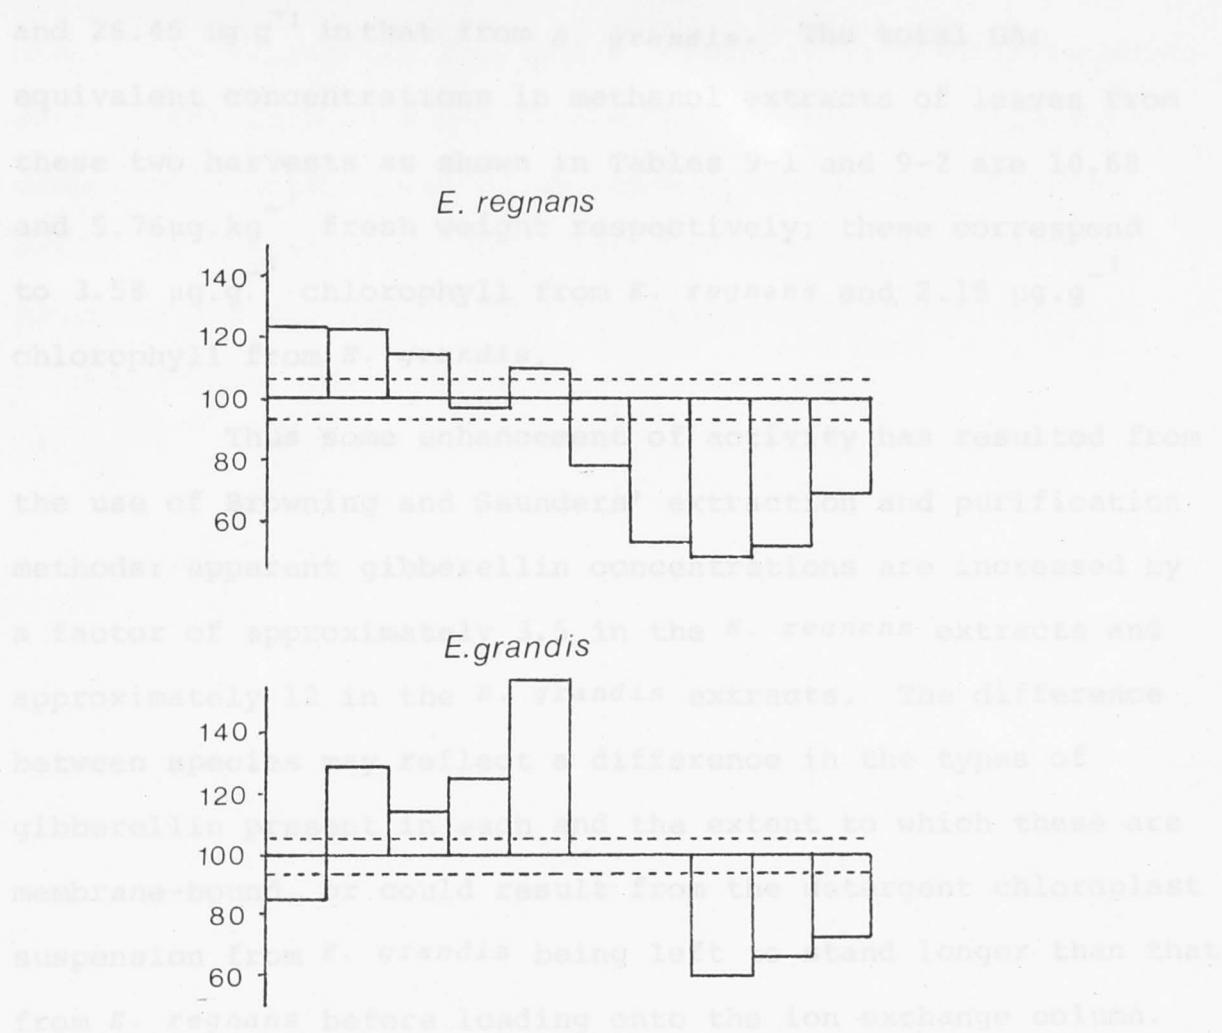 and 26.45 µg.g⁻¹ in that from E. grandis. The total GA₃
equivalent concentrations in methanol extracts of leaves from
these two harvests as shown in Tables 9-1 and 9-2 are 10.68
and 5.76µg.kg⁻¹ fresh weight respectively; these correspond
to 3.58 µg.g⁻¹ chlorophyll from E. regnans and 2.15 µg.g⁻¹
chlorophyll from E. grandis.
E. regnans
140
120
100
80
60
Thus some enhancement of activity has resulted from
the use of Browning and Saunders' extraction and purification
methods: apparent gibberellin concentrations are increased by
a factor of approximately 3.5 in the E. regnans extracts and
approximately 12 in the E. grandis extracts. The difference
between species may reflect a difference in the types of
gibberellin present in each and the extent to which these are
membrane-bound, or could result from the detergent chloroplast
suspension from E. grandis being left to stand longer than that
from E. regnans before loading onto the ion exchange column.
E.grandis
140
120
100
80
60